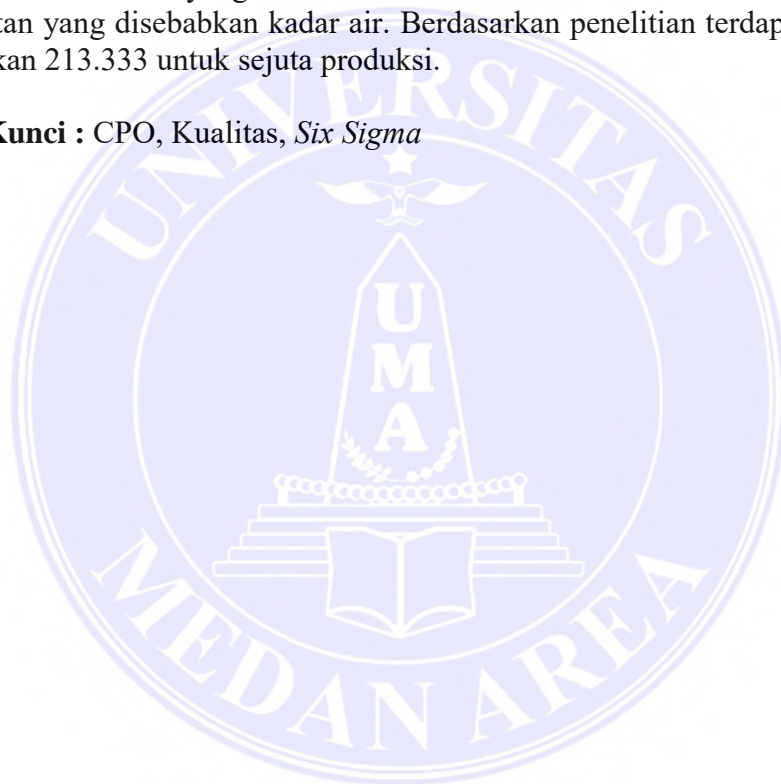 tan yang disebabkan kadar air. Berdasarkan penelitian terdap
kan 213.333 untuk sejuta produksi.
Kunci : CPO, Kualitas, Six Sigma
UNIVERSITAS
UMA
MEDAN AREA